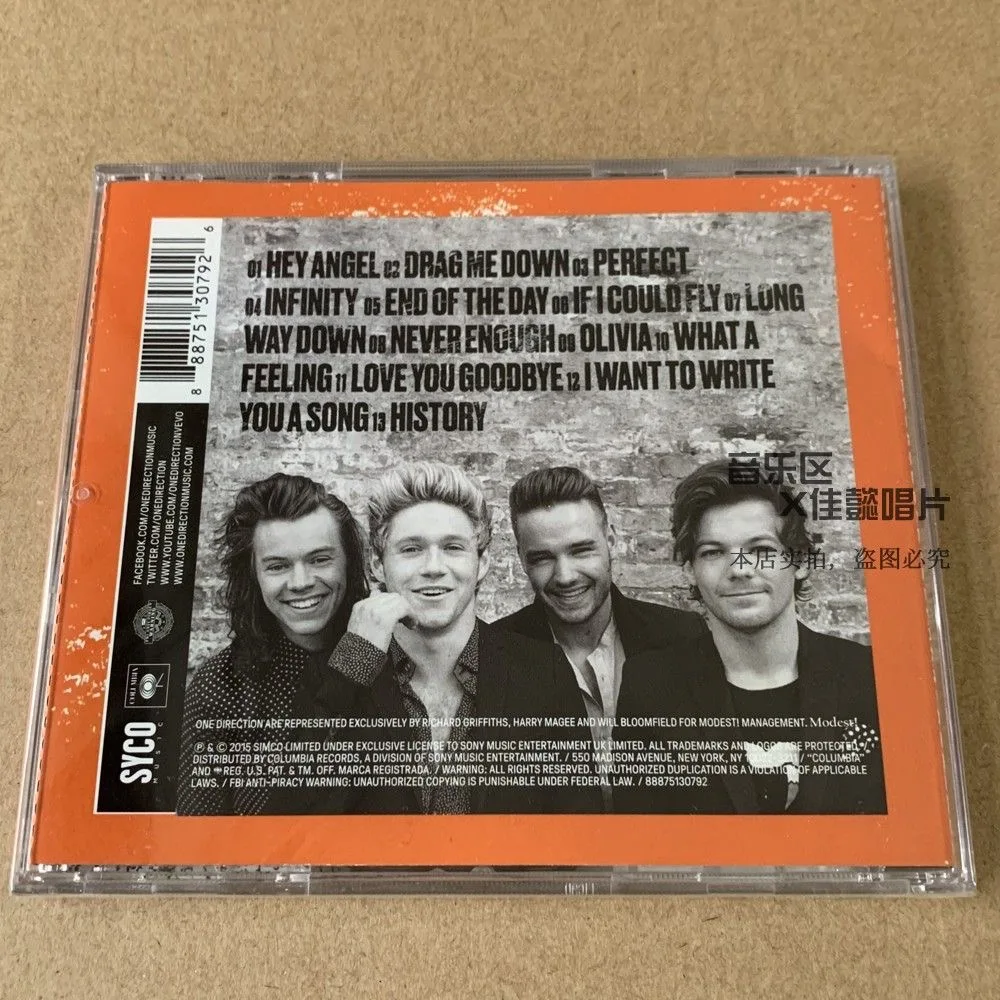 01 HEY ANGEL 02 DRAG ME DOWN 03 PERFECT
04 INFINITY 05 END OF THE DAY 06 IF I COULD FLY 07 LONG
WAY DOWN 08 NEVER ENOUGH 09 OLIVIA 10 WHAT A
FEELING 11 LOVE YOU GOODBYE 12 I WANT TO WRITE
YOU A SONG 13 HISTORY
8 88751 30792 6
FACEBOOK.COM/ONEDIRECTIONMUSIC
TWITTER.COM/ONEDIRECTION
WWW.YOUTUBE.COM/ONEDIRECTIONVEVO
WWW.ONEDIRECTIONMUSIC.COM
音乐区
X佳懿唱片
本店实拍，盗图必究
COLUMBIA
SYCO
MUSIC
ONE DIRECTION ARE REPRESENTED EXCLUSIVELY BY RICHARD GRIFFITHS, HARRY MAGEE AND WILL BLOOMFIELD FOR MODEST! MANAGEMENT. Modest!
℗ & © 2015 SIMCO LIMITED UNDER EXCLUSIVE LICENSE TO SONY MUSIC ENTERTAINMENT UK LIMITED. ALL TRADEMARKS AND LOGOS ARE PROTECTED.
DISTRIBUTED BY COLUMBIA RECORDS, A DIVISION OF SONY MUSIC ENTERTAINMENT. / 550 MADISON AVENUE, NEW YORK, NY / "COLUMBIA"
AND REG. U.S. PAT. & TM. OFF. MARCA REGISTRADA. / WARNING: ALL RIGHTS RESERVED. UNAUTHORIZED DUPLICATION IS A VIOLATION OF APPLICABLE
LAWS. / FBI ANTI-PIRACY WARNING: UNAUTHORIZED COPYING IS PUNISHABLE UNDER FEDERAL LAW. / 88875130792